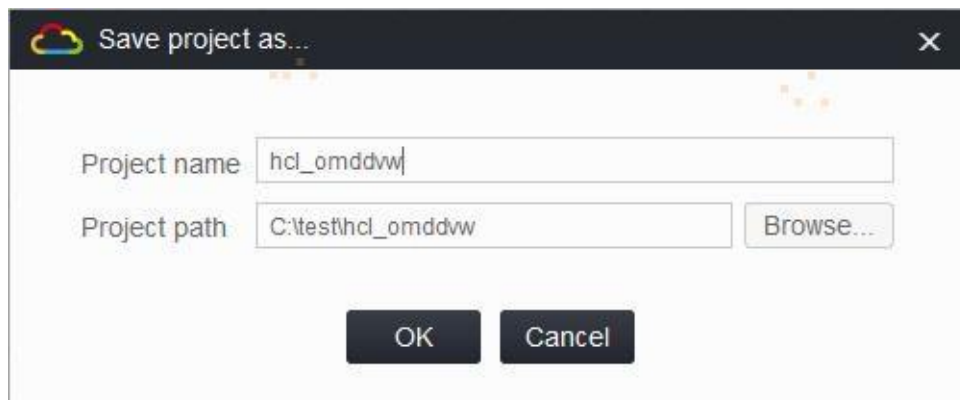 Save project as...
Project name hcl_omddvw
Project path C:\test\hcl_omddvw Browse...
OK Cancel